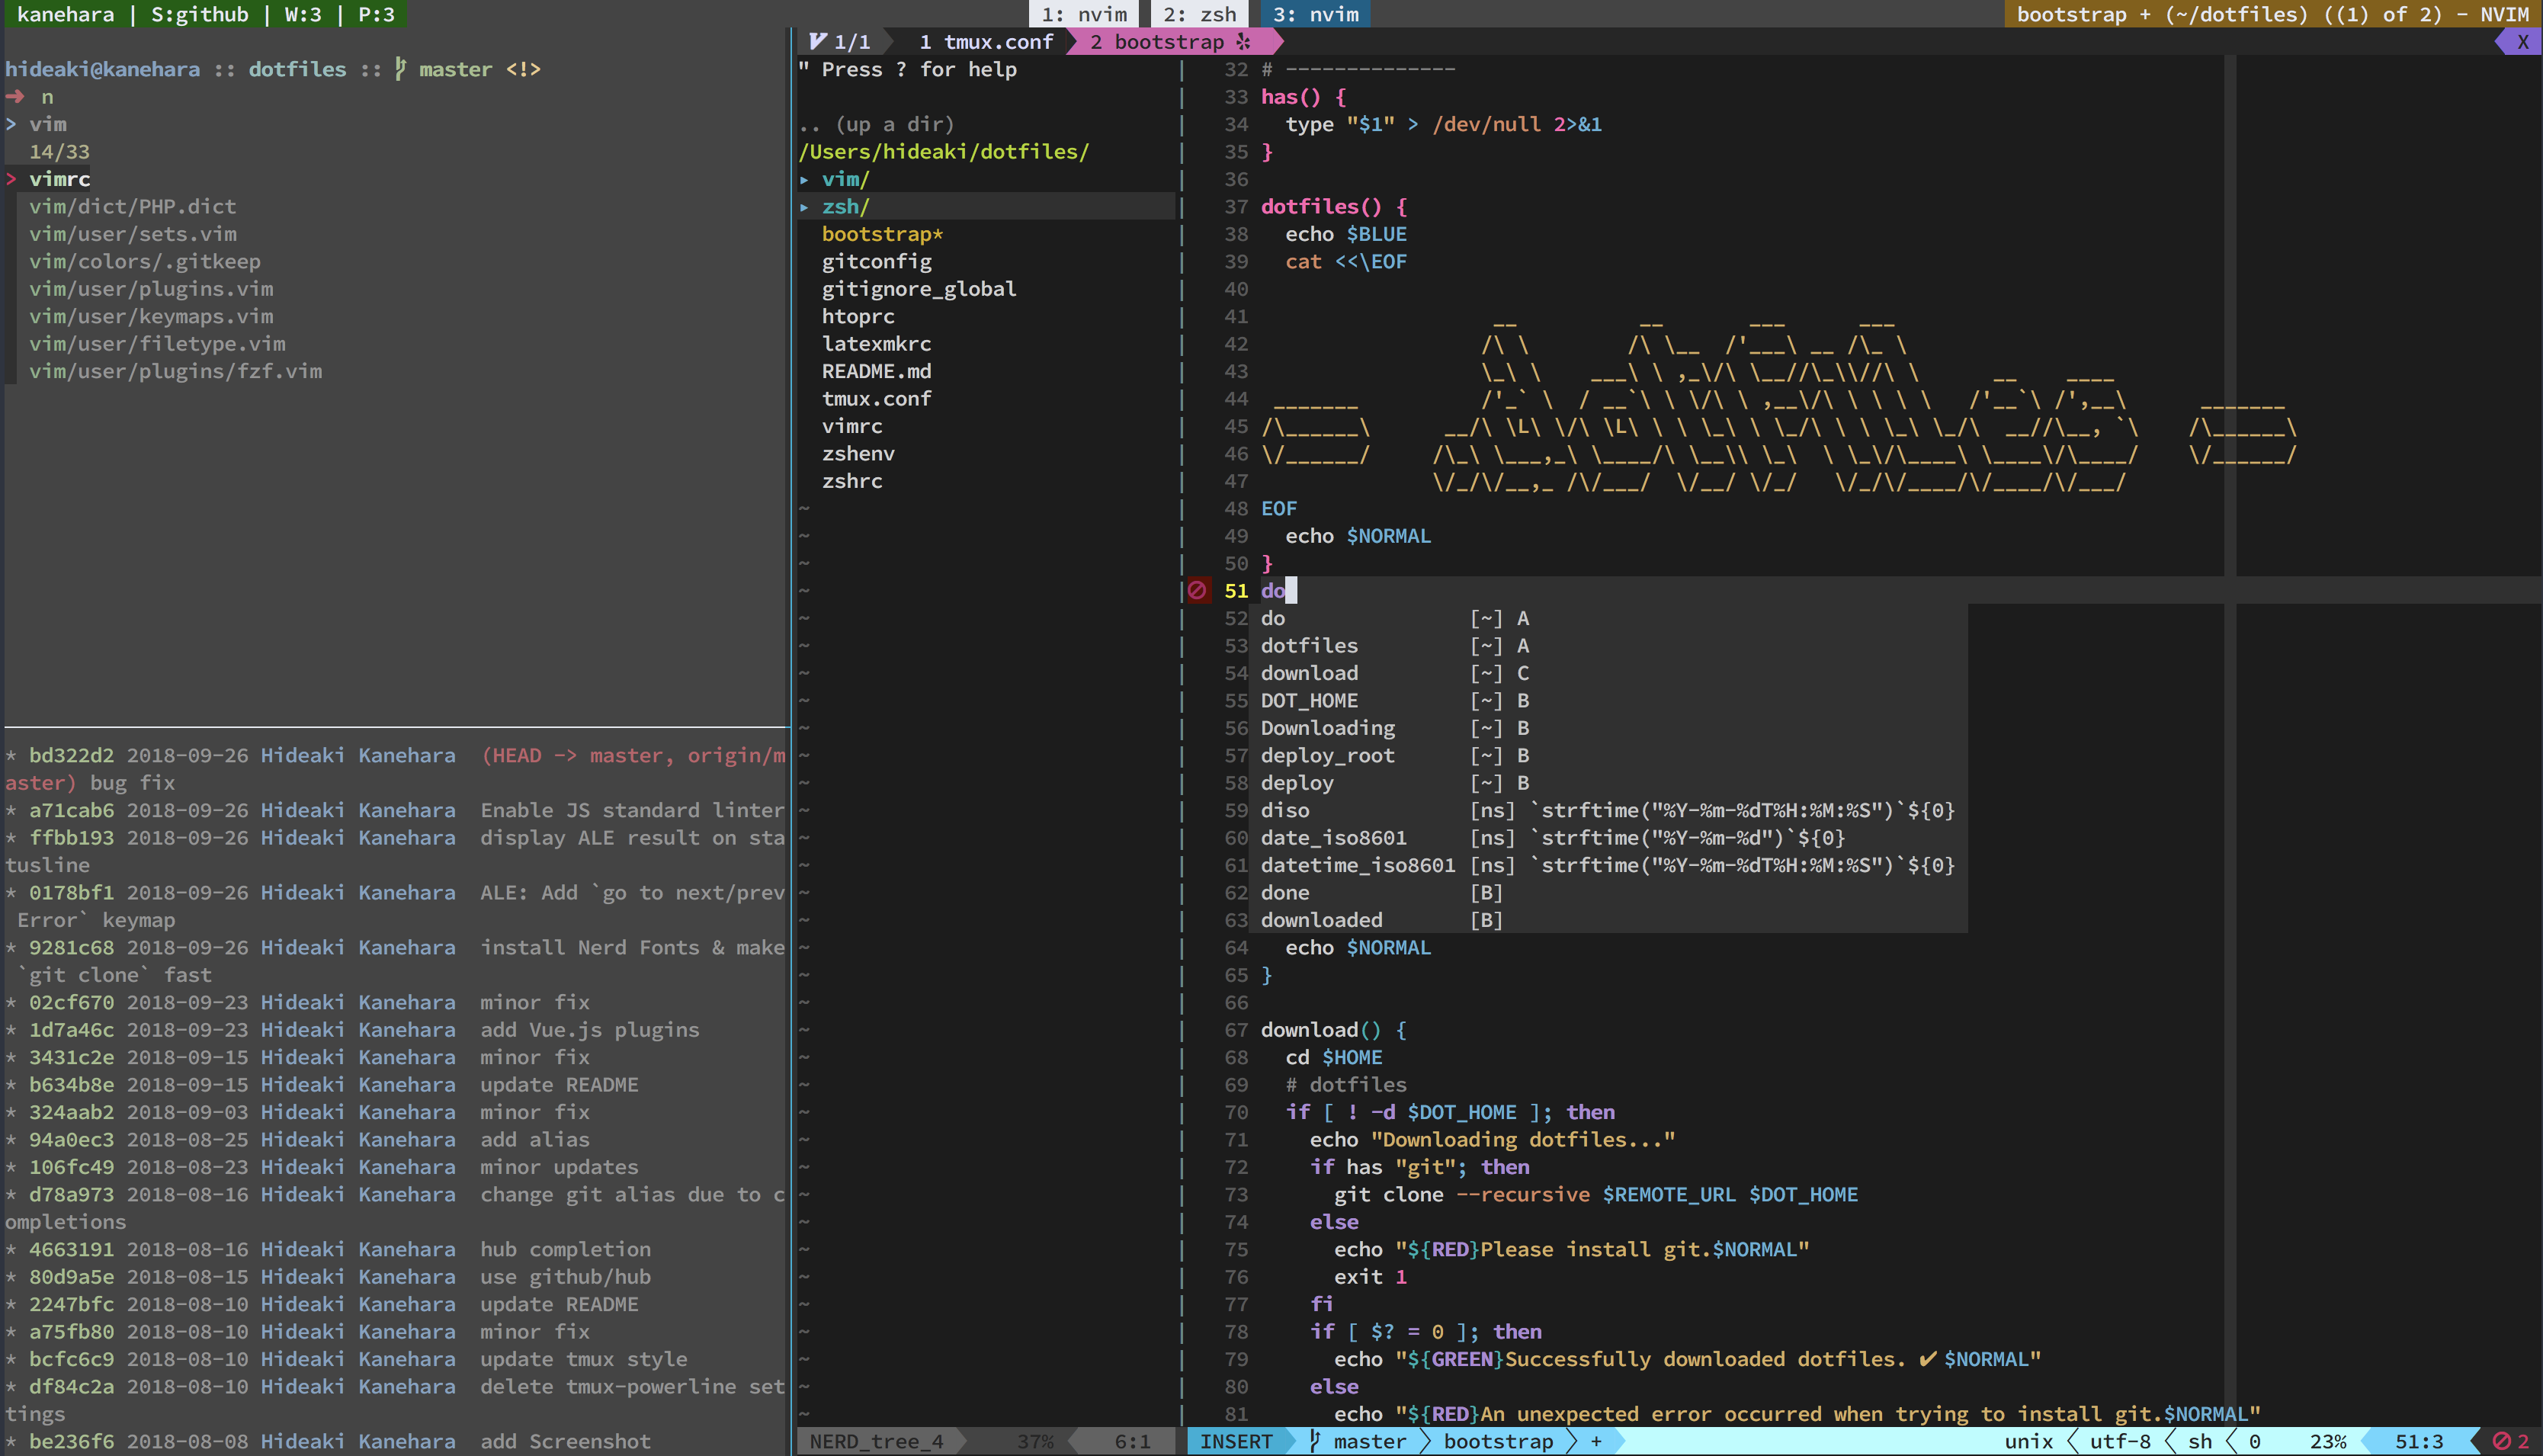 kanehara | S:github | W:3 | P:3
1: nvim 2: zsh 3: nvim
bootstrap + (~/dotfiles) ((1) of 2) - NVIM
hideaki@kanehara :: dotfiles :: master <!>
➜ n
> vim
14/33
> vimrc
vim/dict/PHP.dict
vim/user/sets.vim
vim/colors/.gitkeep
vim/user/plugins.vim
vim/user/keymaps.vim
vim/user/filetype.vim
vim/user/plugins/fzf.vim
* bd322d2 2018-09-26 Hideaki Kanehara (HEAD -> master, origin/m
aster) bug fix
* a71cab6 2018-09-26 Hideaki Kanehara Enable JS standard linter
* ffbb193 2018-09-26 Hideaki Kanehara display ALE result on sta
tusline
* 0178bf1 2018-09-26 Hideaki Kanehara ALE: Add `go to next/prev
Error` keymap
* 9281c68 2018-09-26 Hideaki Kanehara install Nerd Fonts & make
`git clone` fast
* 02cf670 2018-09-23 Hideaki Kanehara minor fix
* 1d7a46c 2018-09-23 Hideaki Kanehara add Vue.js plugins
* 3431c2e 2018-09-15 Hideaki Kanehara minor fix
* b634b8e 2018-09-15 Hideaki Kanehara update README
* 324aab2 2018-09-03 Hideaki Kanehara minor fix
* 94a0ec3 2018-08-25 Hideaki Kanehara add alias
* 106fc49 2018-08-23 Hideaki Kanehara minor updates
* d78a973 2018-08-16 Hideaki Kanehara change git alias due to c
ompletions
* 4663191 2018-08-16 Hideaki Kanehara hub completion
* 80d9a5e 2018-08-15 Hideaki Kanehara use github/hub
* 2247bfc 2018-08-10 Hideaki Kanehara update README
* a75fb80 2018-08-10 Hideaki Kanehara minor fix
* bcfc6c9 2018-08-10 Hideaki Kanehara update tmux style
* df84c2a 2018-08-10 Hideaki Kanehara delete tmux-powerline set
tings
* be236f6 2018-08-08 Hideaki Kanehara add Screenshot
1/1 1 tmux.conf 2 bootstrap X
" Press ? for help
.. (up a dir)
/Users/hideaki/dotfiles/
▸ vim/
▸ zsh/
bootstrap*
gitconfig
gitignore_global
htoprc
latexmkrc
README.md
tmux.conf
vimrc
zshenv
zshrc
NERD_tree_4 37% 6:1
32 # --------------
33 has() {
34   type "$1" > /dev/null 2>&1
35 }
36
37 dotfiles() {
38   echo $BLUE
39   cat <<\EOF
40
41                    __          __       ___      ___
42                   /\ \        /\ \__  /'___\ __ /\_ \
43                   \_\ \    ___\ \ ,_\/\ \__//\_\\//\ \      __    ____
44  _______          /'_` \  / __`\ \ \/\ \ ,__\/\ \ \ \ \   /'__`\ /',__\      _______
45 /\______\      __/\ \L\ \/\ \L\ \ \ \_\ \ \_/\ \ \ \_\ \_/\  __//\__, `\    /\______\
46 \/______/     /\_\ \___,_\ \____/\ \__\\ \_\  \ \_\/\____\ \____\/\____/    \/______/
47               \/_/\/__,_ /\/___/  \/__/ \/_/   \/_/\/____/\/____/\/___/
48 EOF
49   echo $NORMAL
50 }
51 do
52 do [~] A
53 dotfiles [~] A
54 download [~] C
55 DOT_HOME [~] B
56 Downloading [~] B
57 deploy_root [~] B
58 deploy [~] B
59 diso [ns] `strftime("%Y-%m-%dT%H:%M:%S")`${0}
60 date_iso8601 [ns] `strftime("%Y-%m-%d")`${0}
61 datetime_iso8601 [ns] `strftime("%Y-%m-%dT%H:%M:%S")`${0}
62 done [B]
63 downloaded [B]
64   echo $NORMAL
65 }
66
67 download() {
68   cd $HOME
69   # dotfiles
70   if [ ! -d $DOT_HOME ]; then
71     echo "Downloading dotfiles..."
72     if has "git"; then
73       git clone --recursive $REMOTE_URL $DOT_HOME
74     else
75       echo "${RED}Please install git.$NORMAL"
76       exit 1
77     fi
78     if [ $? = 0 ]; then
79       echo "${GREEN}Successfully downloaded dotfiles. ✔ $NORMAL"
80     else
81       echo "${RED}An unexpected error occurred when trying to install git.$NORMAL"
INSERT master bootstrap + unix utf-8 sh 0 23% 51:3 2